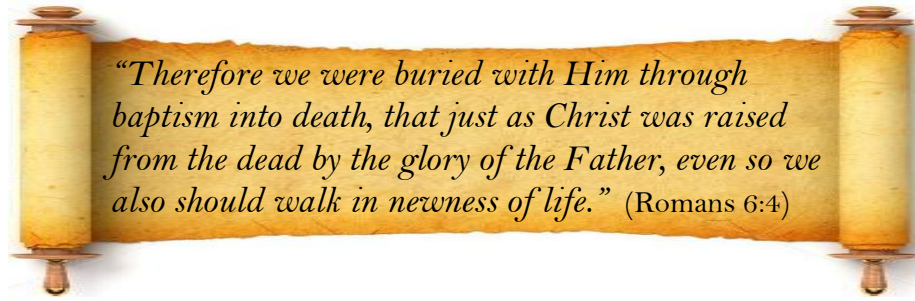 “Therefore we were buried with Him through
baptism into death, that just as Christ was raised
from the dead by the glory of the Father, even so we
also should walk in newness of life.” (Romans 6:4)